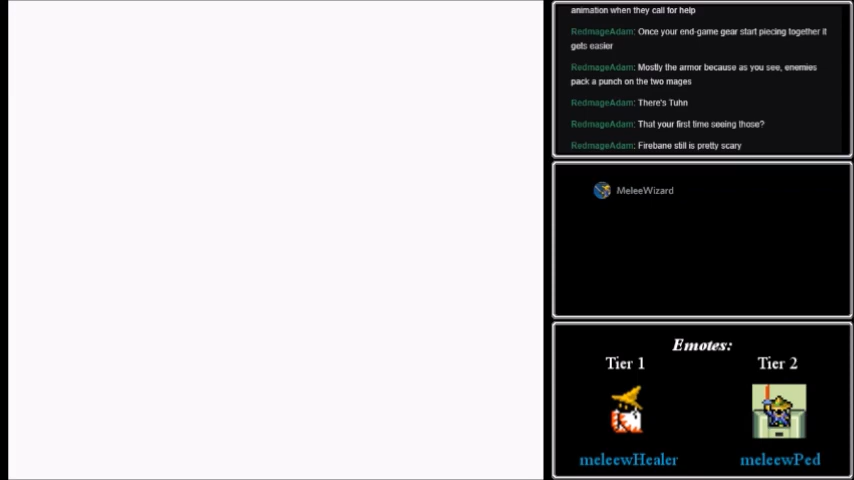 animation when they call for help
RedmageAdam: Once your end-game gear start piecing together it
gets easier
RedmageAdam: Mostly the armor because as you see, enemies
pack a punch on the two mages
RedmageAdam: There's Tuhn
RedmageAdam: That your first time seeing those?
RedmageAdam: Firebane still is pretty scary
MeleeWizard
Emotes:
Tier 1 Tier 2
meleewHealer meleewPed